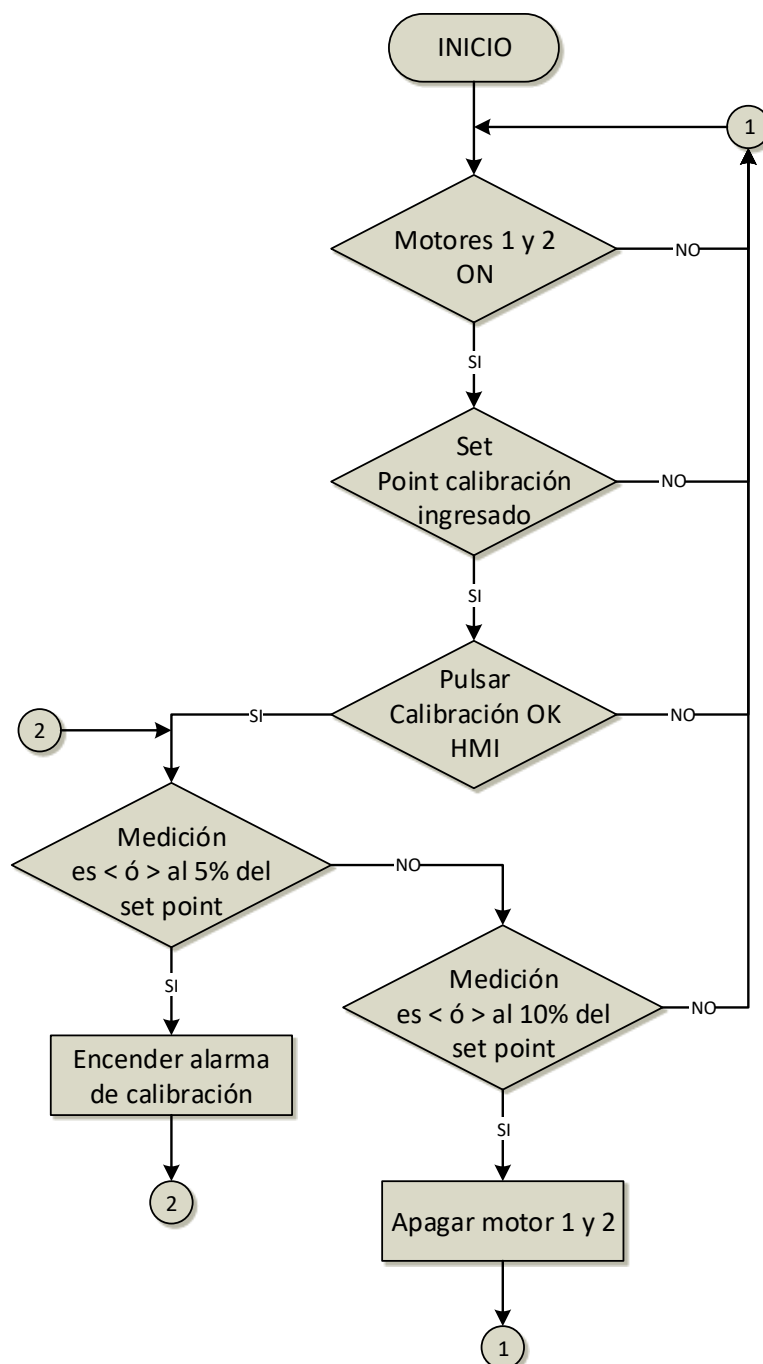 INICIO
1
Motores 1 y 2
ON
NO
SI
Set
Point calibración
ingresado
NO
SI
Pulsar
Calibración OK
HMI
NO
SI
2
Medición
es < ó > al 5% del
set point
NO
SI
Medición
es < ó > al 10% del
set point
NO
SI
Encender alarma
de calibración
2
Apagar motor 1 y 2
1